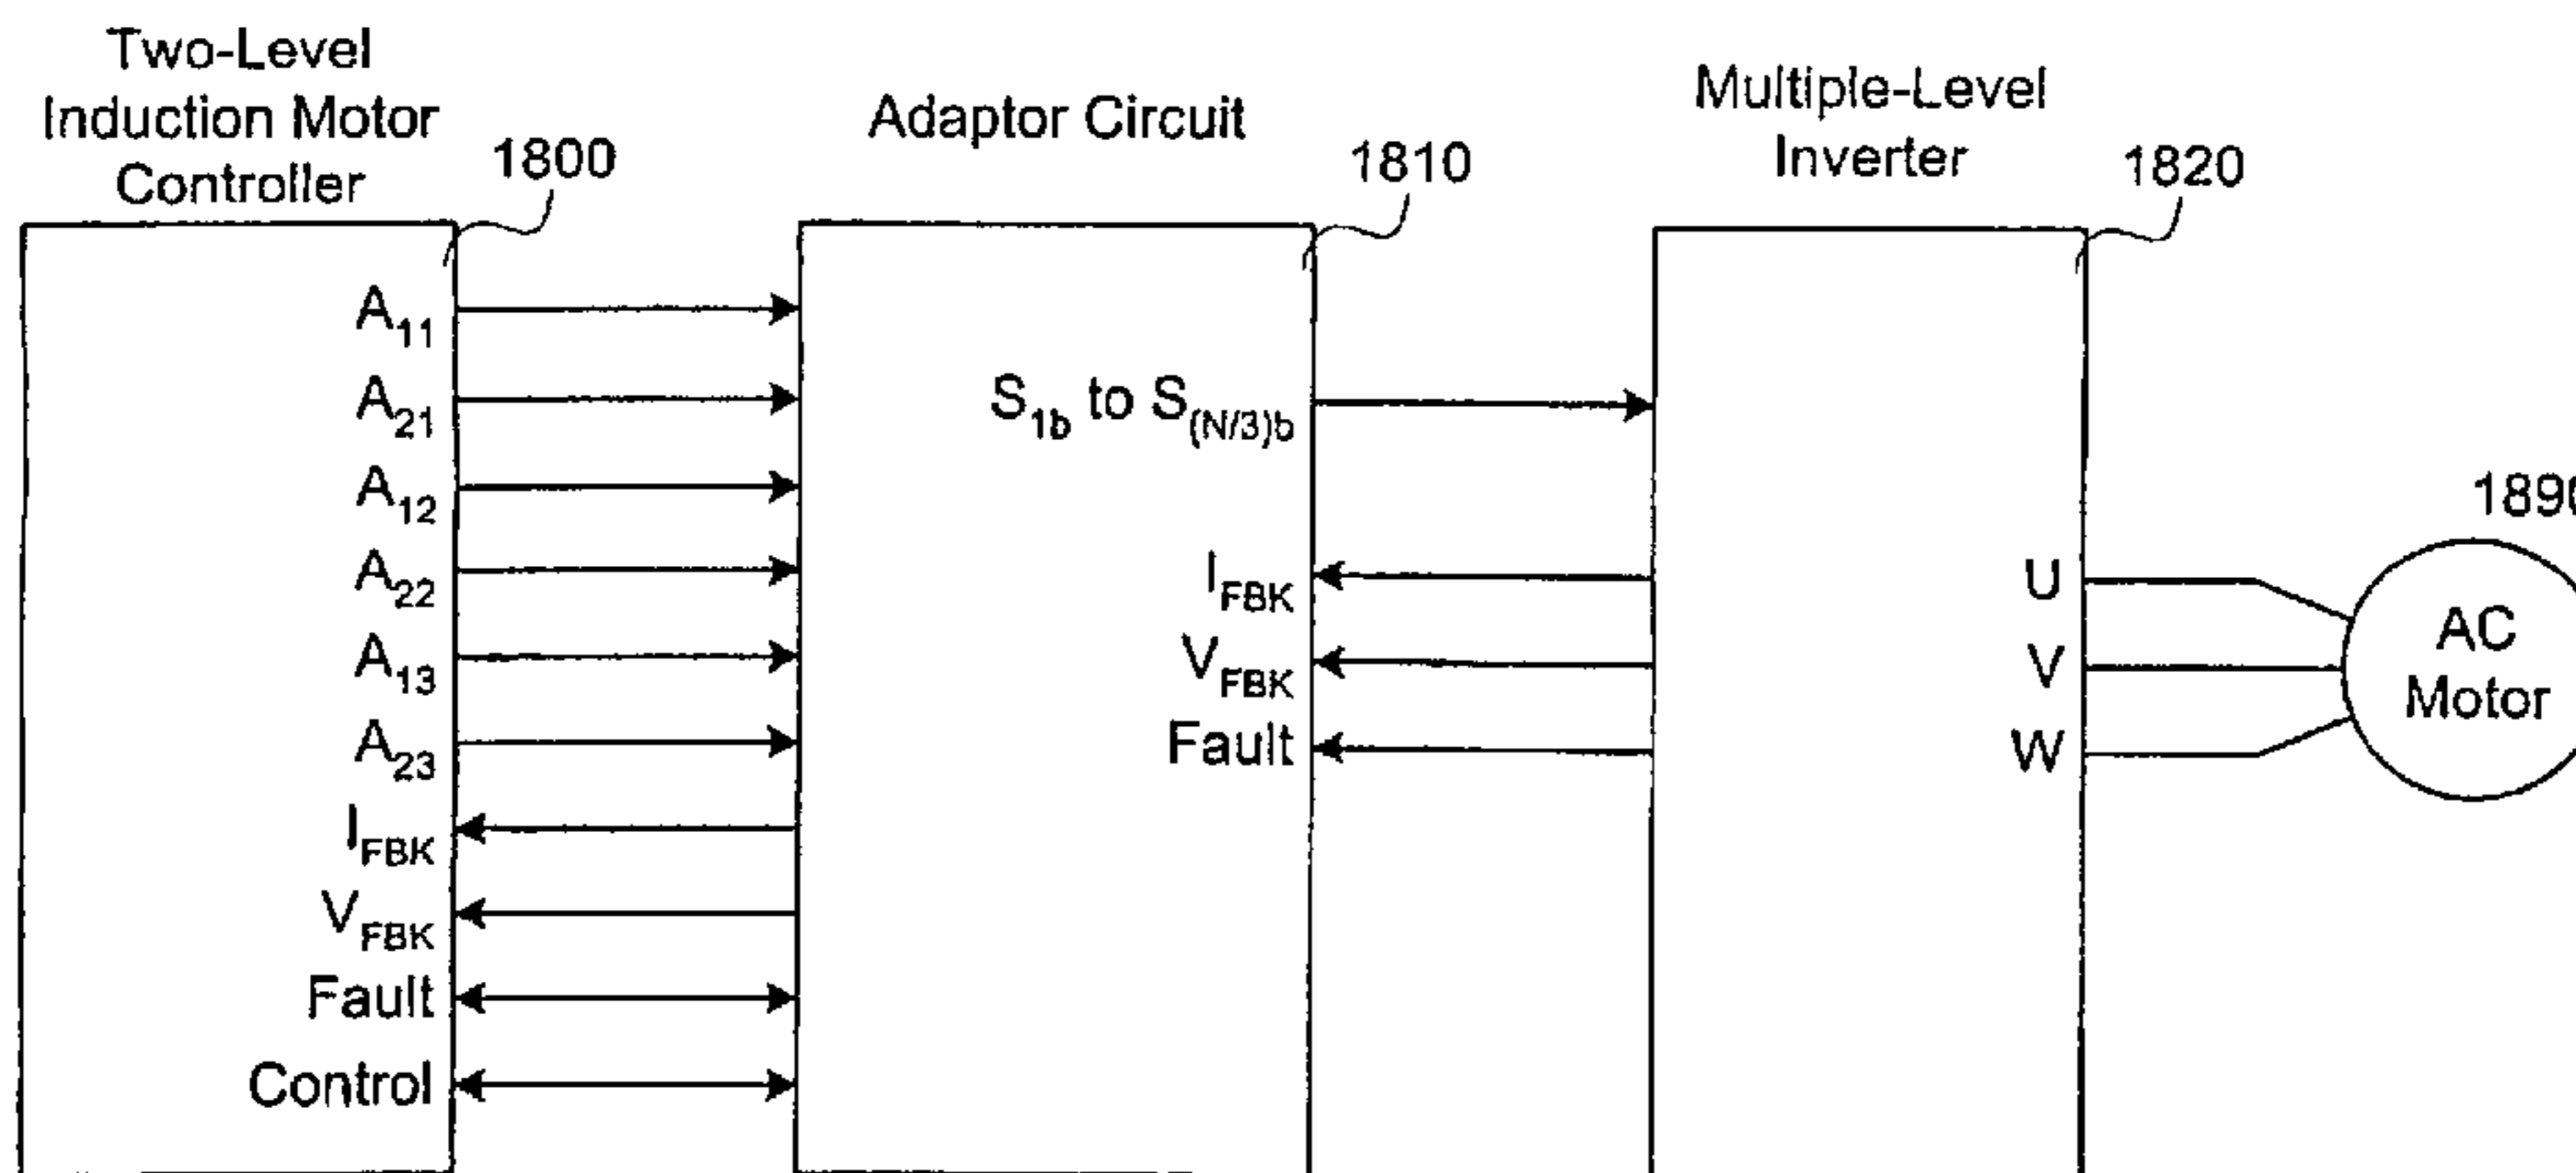 Two-Level
Induction Motor
Controller
1800
Adaptor Circuit
1810
Multiple-Level
Inverter
1820
A11
A21
A12
A22
A13
A23
IFBK
VFBK
Fault
Control
S1b to S(N/3)b
IFBK
VFBK
Fault
U
V
W
1890
AC
Motor